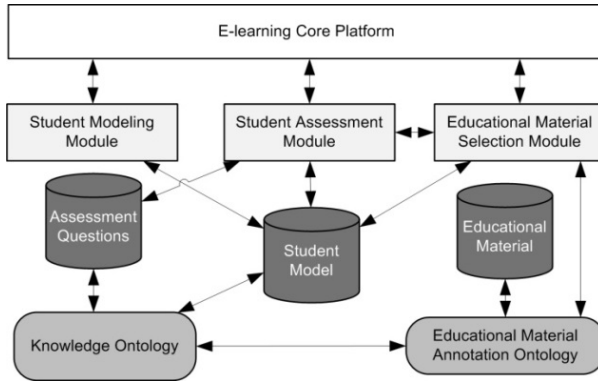 E-learning Core Platform
Student Modeling
Module
Student Assessment
Module
Educational Material
Selection Module
Assessment
Questions
Student
Model
Educational
Material
Knowledge Ontology
Educational Material
Annotation Ontology